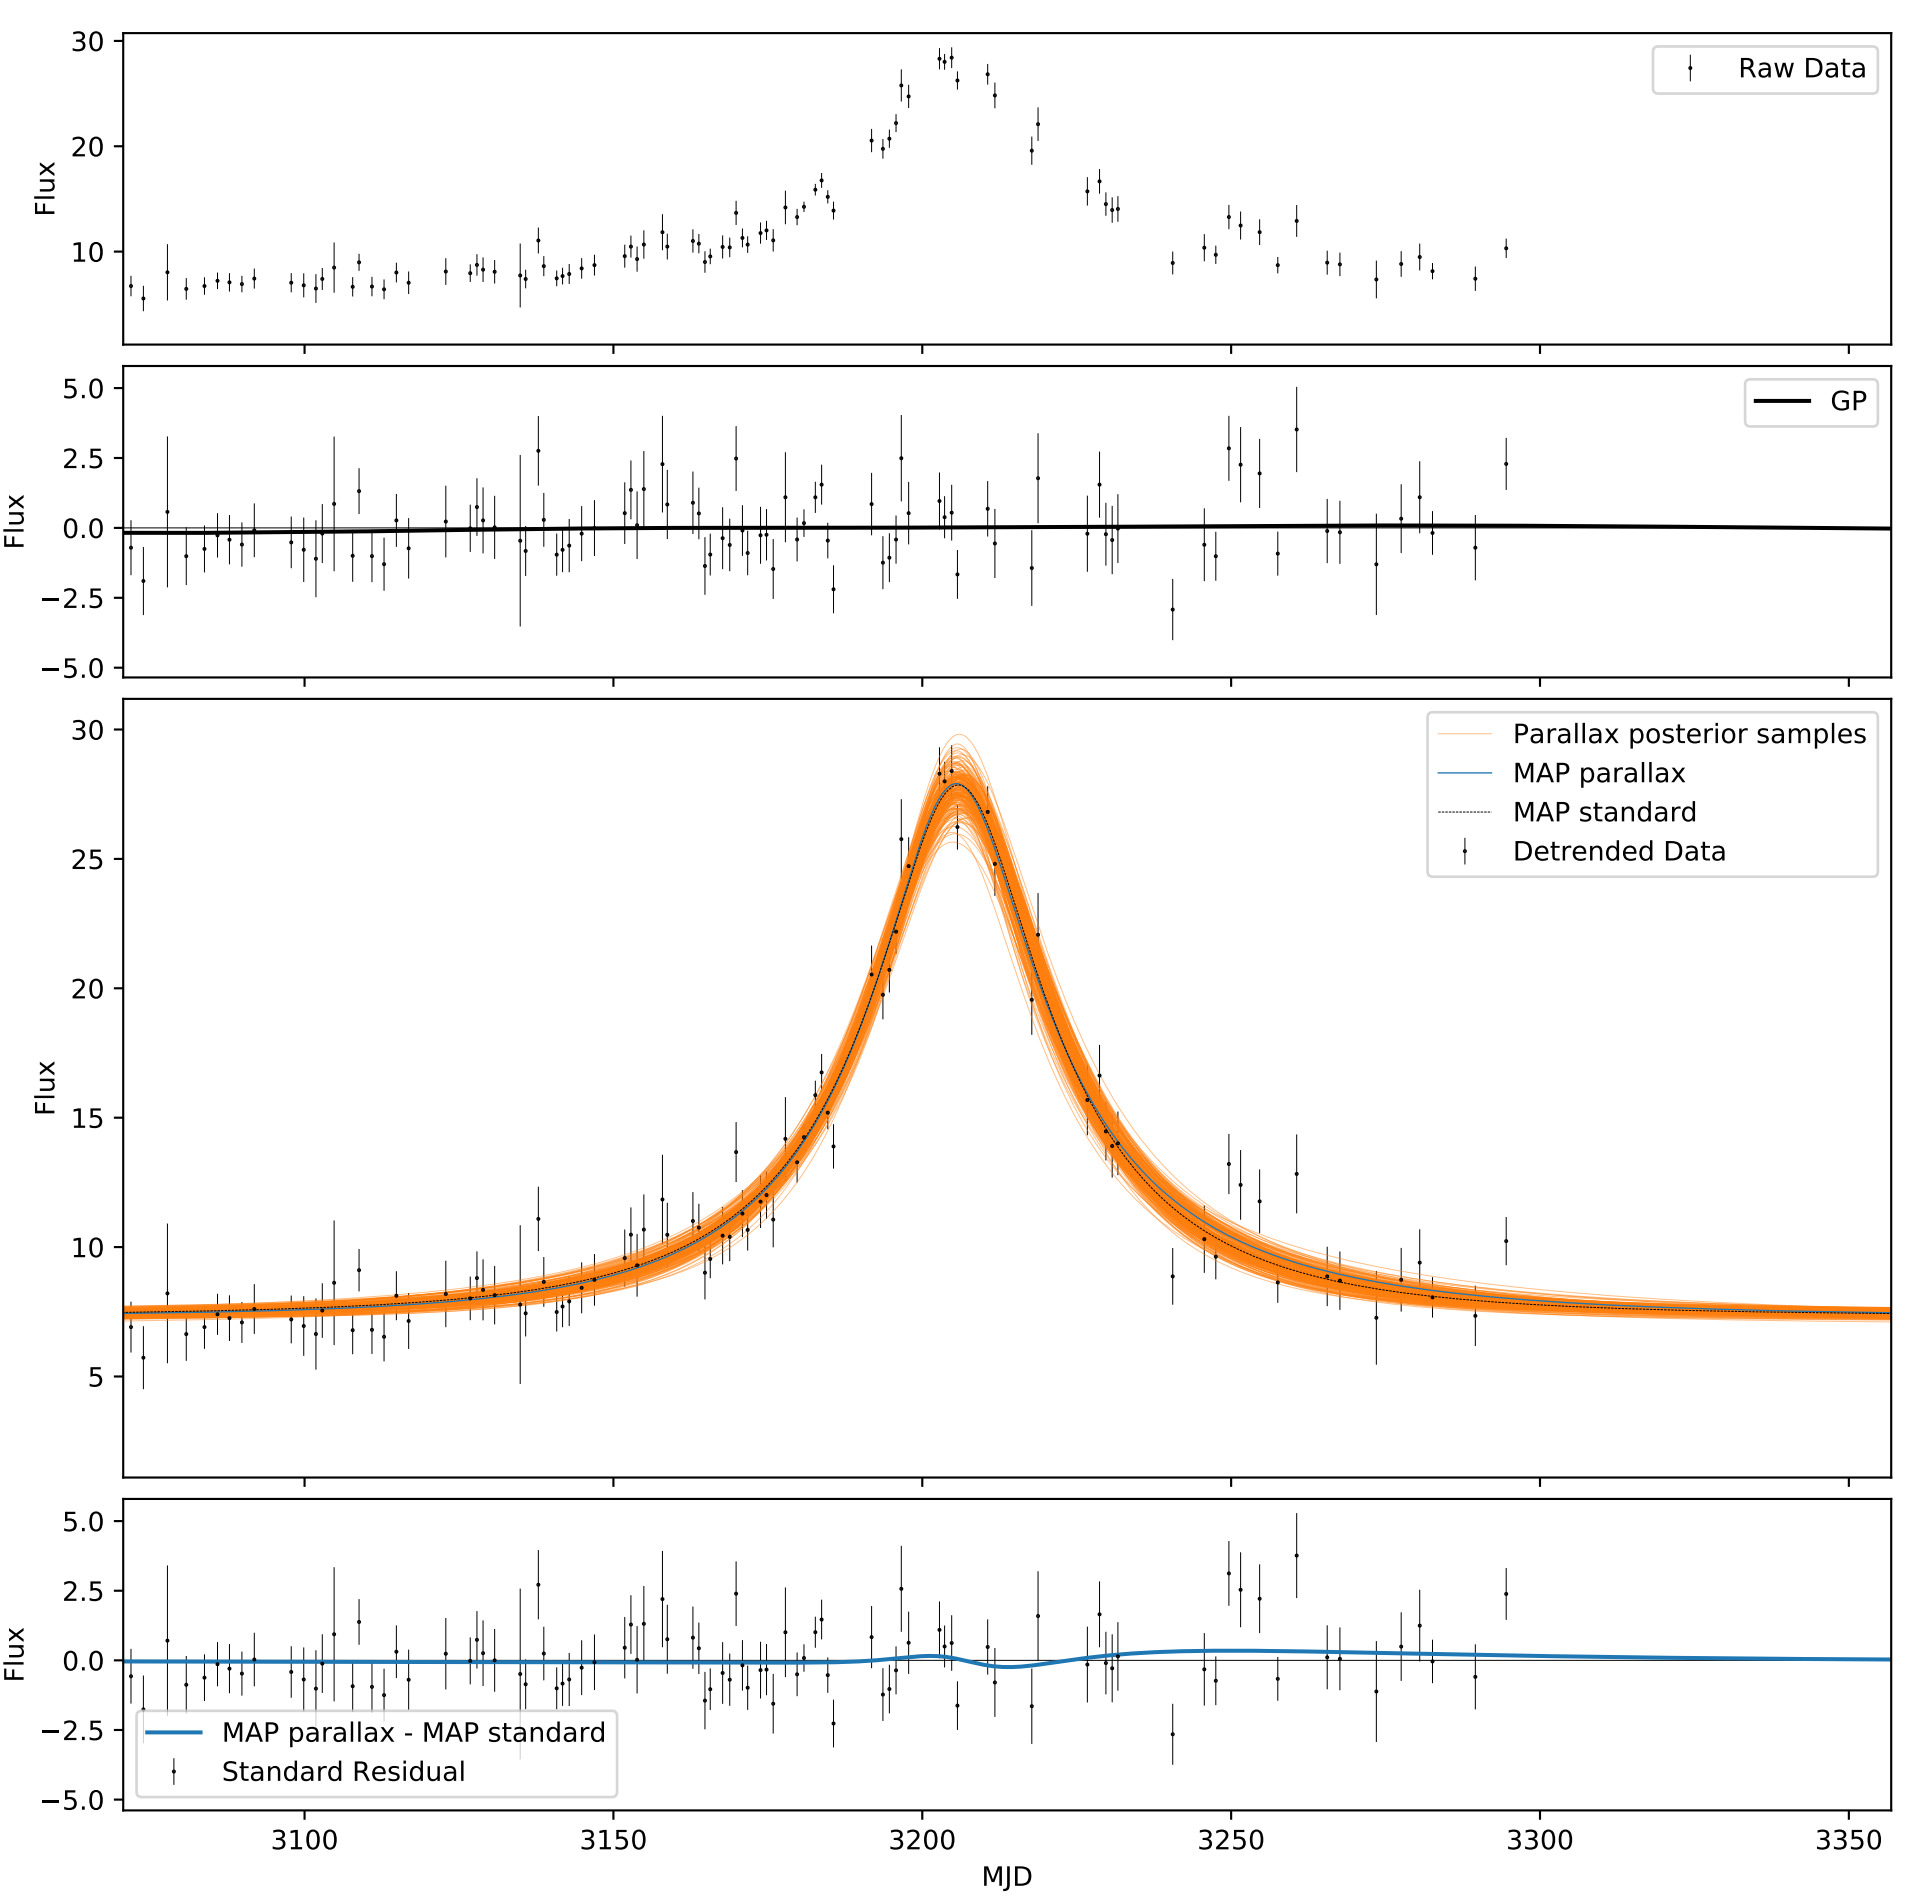 30
20
10
Flux
Raw Data
5.0
2.5
0.0
−2.5
−5.0
Flux
GP
30
25
20
15
10
5
Flux
Parallax posterior samples
MAP parallax
MAP standard
Detrended Data
5.0
2.5
0.0
−2.5
−5.0
Flux
MAP parallax - MAP standard
Standard Residual
3100 3150 3200 3250 3300 3350
MJD